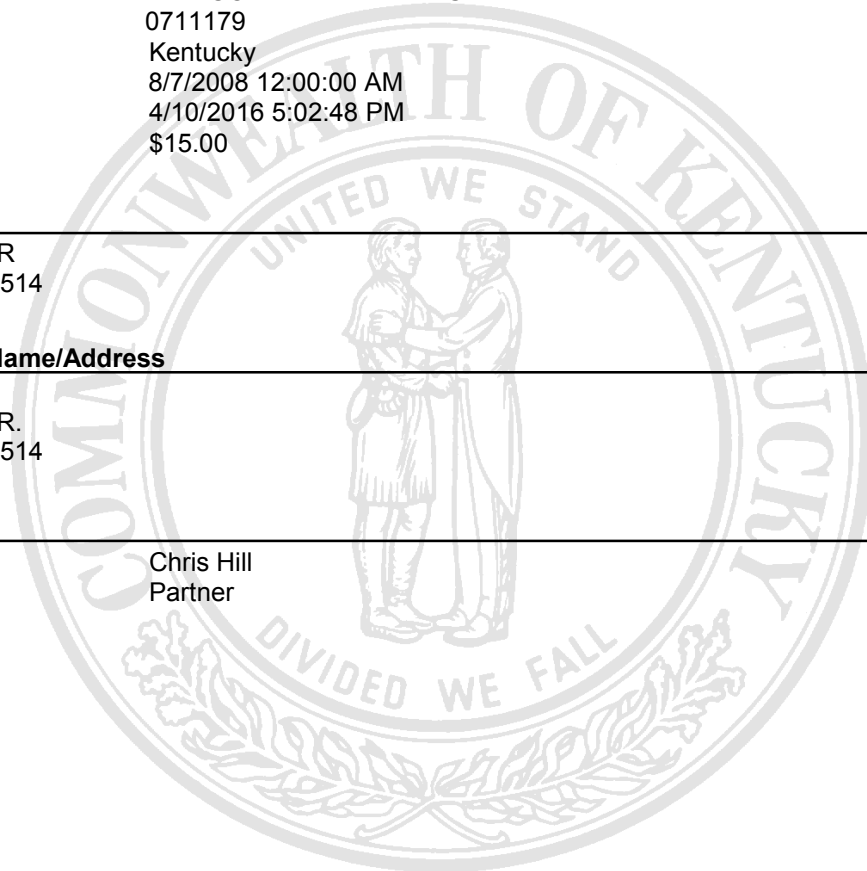 0711179
Kentucky
8/7/2008 12:00:00 AM
4/10/2016 5:02:48 PM
$15.00
COMMONWEALTH OF KENTUCKY
UNITED WE STAND
R
514
lame/Address
R.
514
Chris Hill
Partner
DIVIDED WE FALL